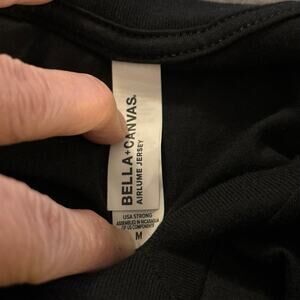 BELLA+CANVAS.
AIRLUME JERSEY
USA STRONG
ASSEMBLED IN NICARAGUA
OF US COMPONENTS
M